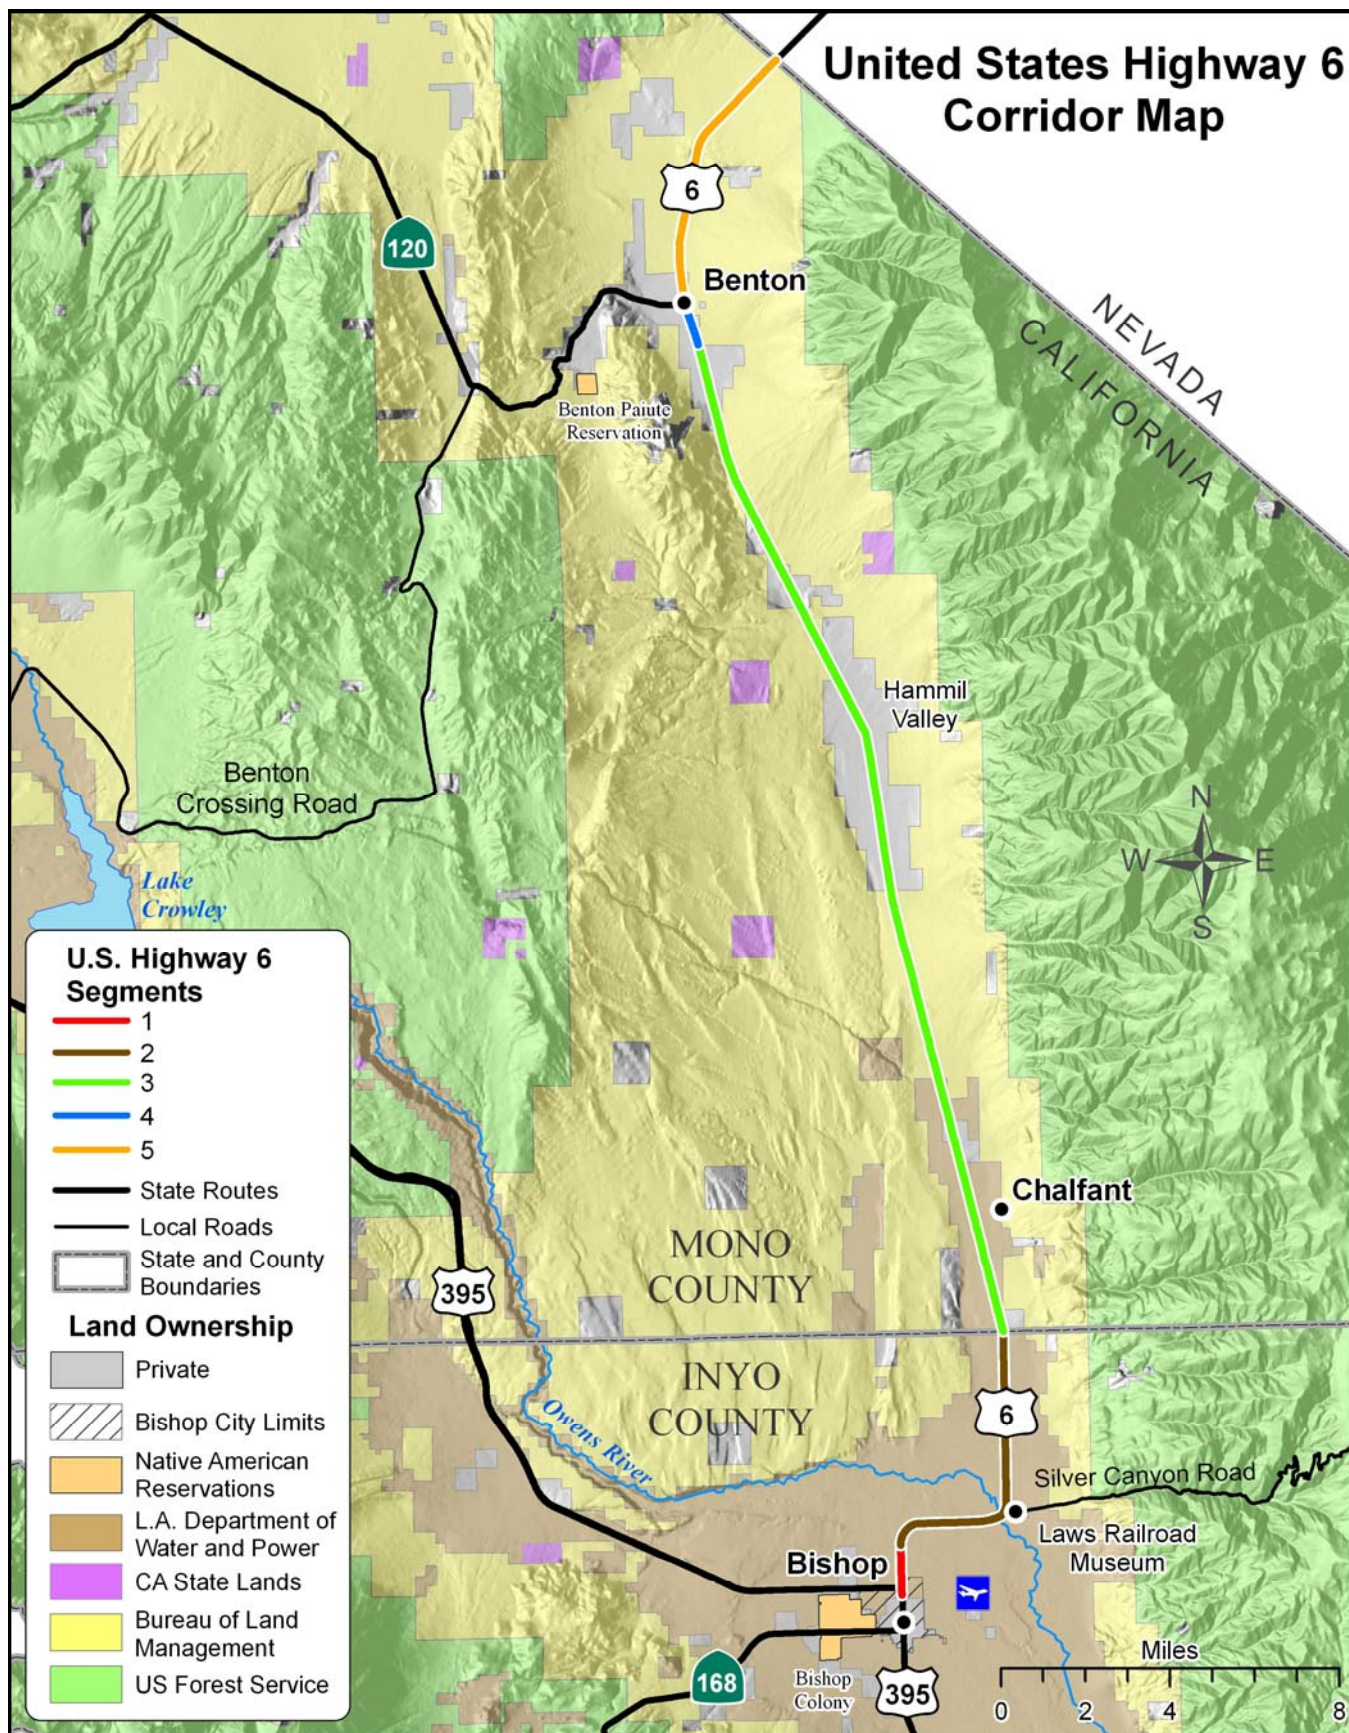 United States Highway 6
Corridor Map
6
120
Benton
NEVADA
CALIFORNIA
Benton Paiute
Reservation
Hammil
Valley
Benton
Crossing Road
N
W
E
S
Lake
Crowley
U.S. Highway 6
Segments
1
2
3
4
5
State Routes
Local Roads
State and County
Boundaries
Land Ownership
Private
Bishop City Limits
Native American
Reservations
L.A. Department of
Water and Power
CA State Lands
Bureau of Land
Management
US Forest Service
Chalfant
MONO
COUNTY
395
INYO
COUNTY
6
Owens River
Silver Canyon Road
Laws Railroad
Museum
Bishop
168
Bishop
Colony
395
Miles
0
2
4
8